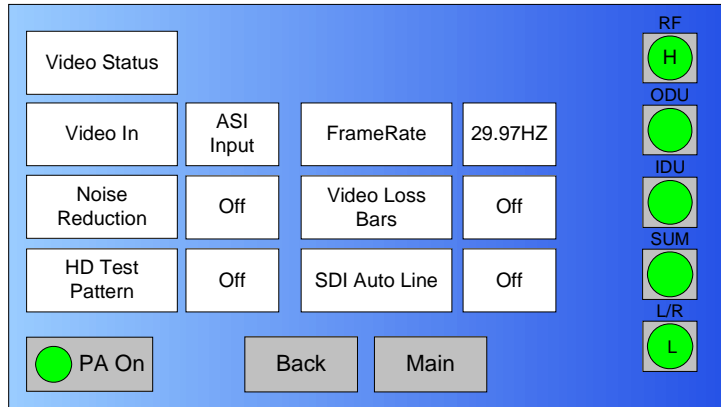 RF
Video Status
H
ODU
Video In
ASI
Input
FrameRate
29.97HZ
IDU
Noise
Reduction
Off
Video Loss
Bars
Off
SUM
HD Test
Pattern
Off
SDI Auto Line
Off
L/R
L
PA On
Back
Main